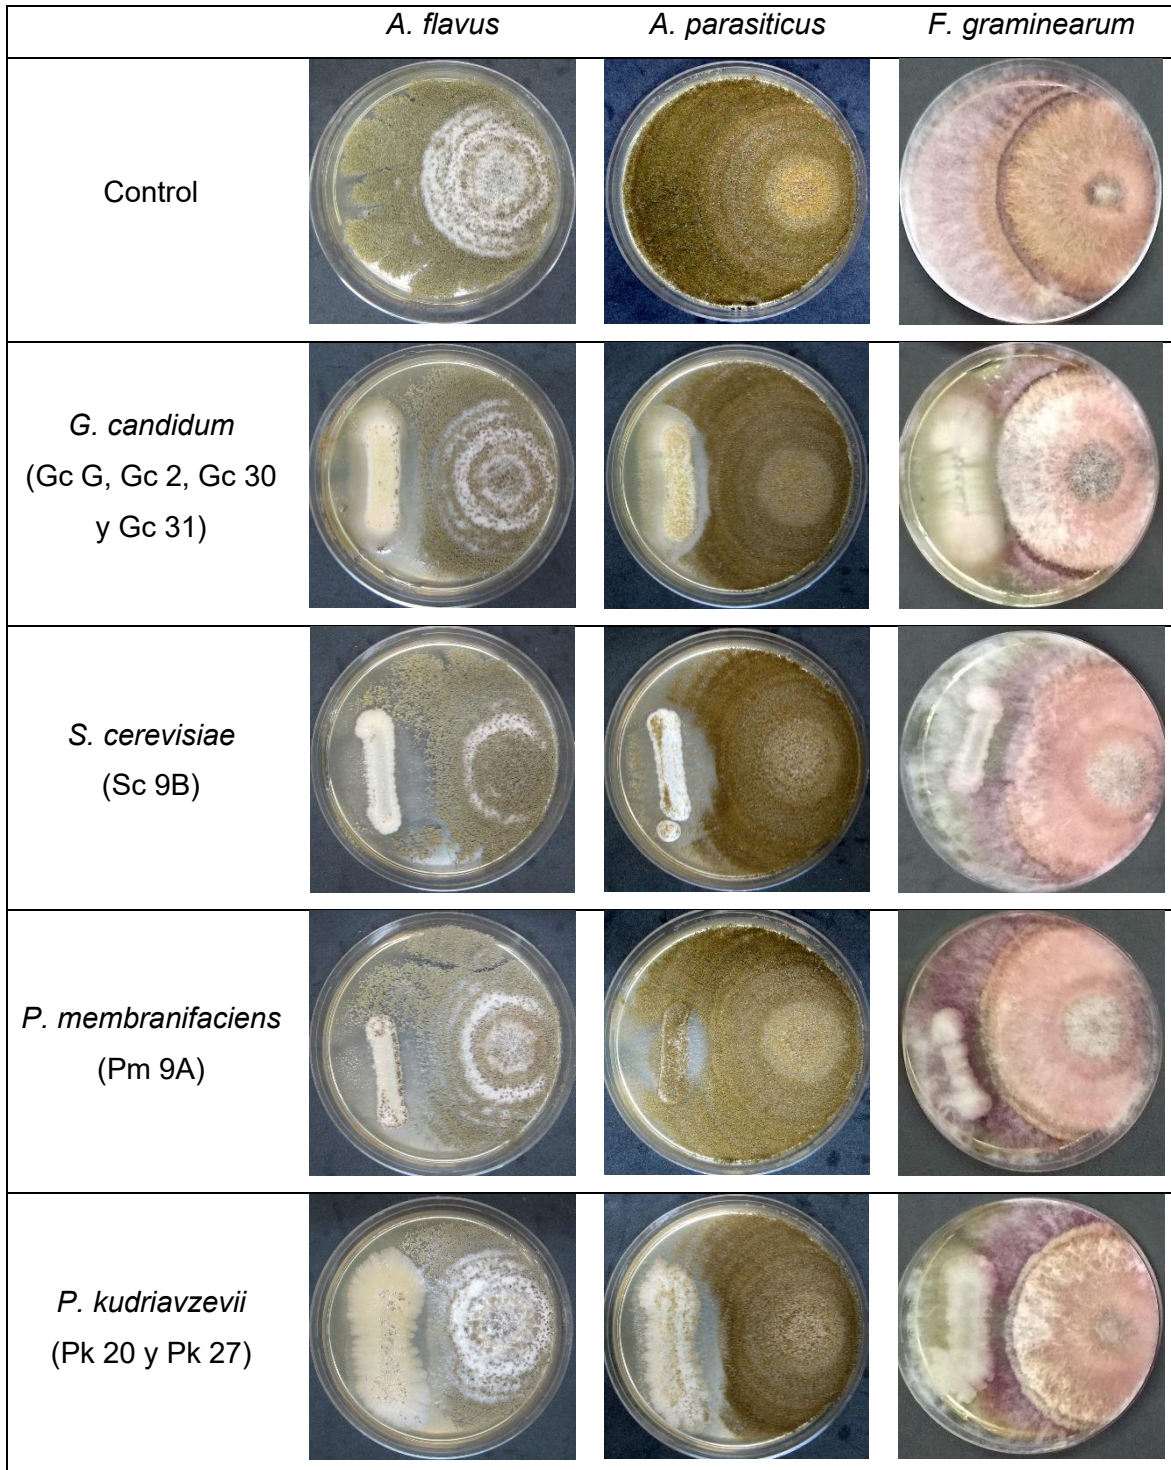 A. flavus A. parasiticus F. graminearum
Control
G. candidum
(Gc G, Gc 2, Gc 30
y Gc 31)
S. cerevisiae
(Sc 9B)
P. membranifaciens
(Pm 9A)
P. kudriavzevii
(Pk 20 y Pk 27)